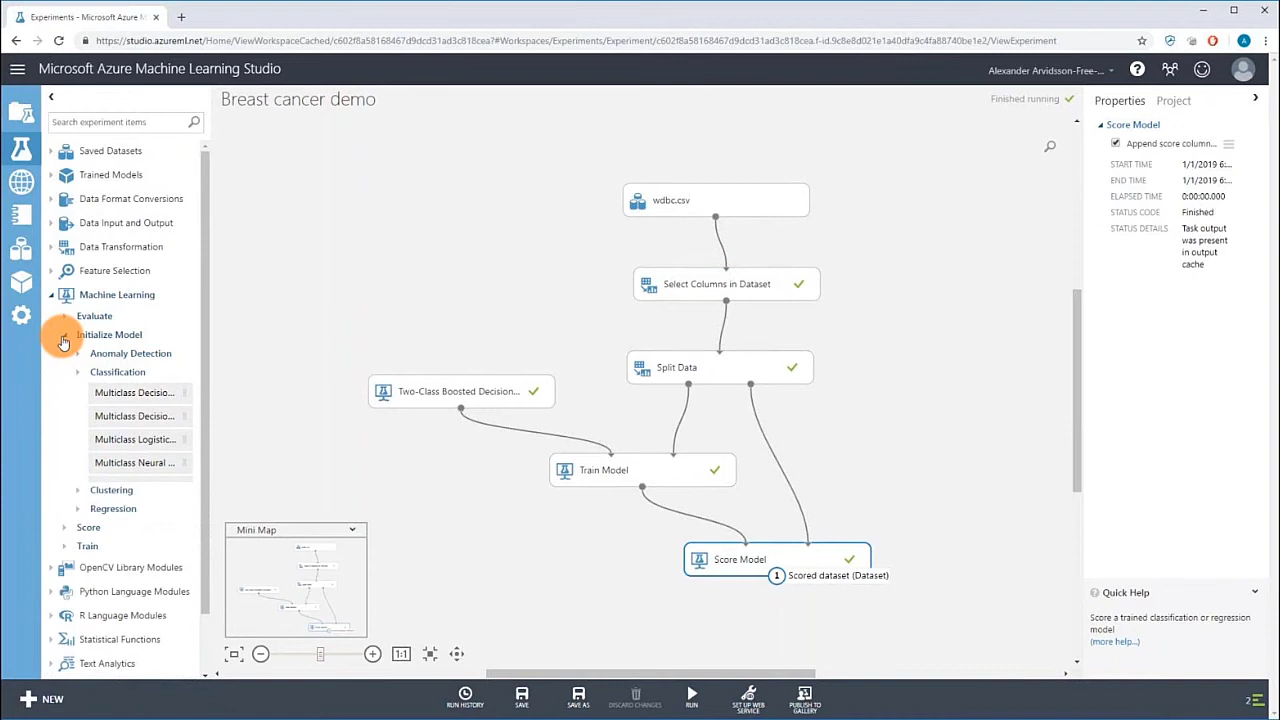 Experiments - Microsoft Azure M
https://studio.azureml.net/Home/ViewWorkspaceCached/c602f8a58168467d9dcd31ad3c818cea?#Workspaces/Experiments/Experiment/c602f8a58168467d9dcd31ad3c818cea.f-id.9c8e8d021e1a40dfa9c4fa88740be1e2/ViewExperiment
A
Microsoft Azure Machine Learning Studio
Alexander Arvidsson-Free-...
Breast cancer demo
Finished running
Search experiment items
Saved Datasets
Trained Models
Data Format Conversions
Data Input and Output
Data Transformation
Feature Selection
Machine Learning
Evaluate
Initialize Model
Anomaly Detection
Classification
Multiclass Decisio...
Multiclass Decisio...
Multiclass Logistic...
Multiclass Neural ...
Clustering
Regression
Score
Train
OpenCV Library Modules
Python Language Modules
R Language Modules
Statistical Functions
Text Analytics
wdbc.csv
Select Columns in Dataset
Split Data
Two-Class Boosted Decision...
Train Model
Score Model
1 Scored dataset (Dataset)
Mini Map
1:1
Properties Project
Score Model
Append score column...
START TIME 1/1/2019 6:...
END TIME 1/1/2019 6:...
ELAPSED TIME 0:00:00.000
STATUS CODE Finished
STATUS DETAILS Task output
was present
in output
cache
Quick Help
Score a trained classification or regression
model
(more help...)
NEW
RUN HISTORY
SAVE
SAVE AS
DISCARD CHANGES
RUN
SET UP WEB
SERVICE
PUBLISH TO
GALLERY
2